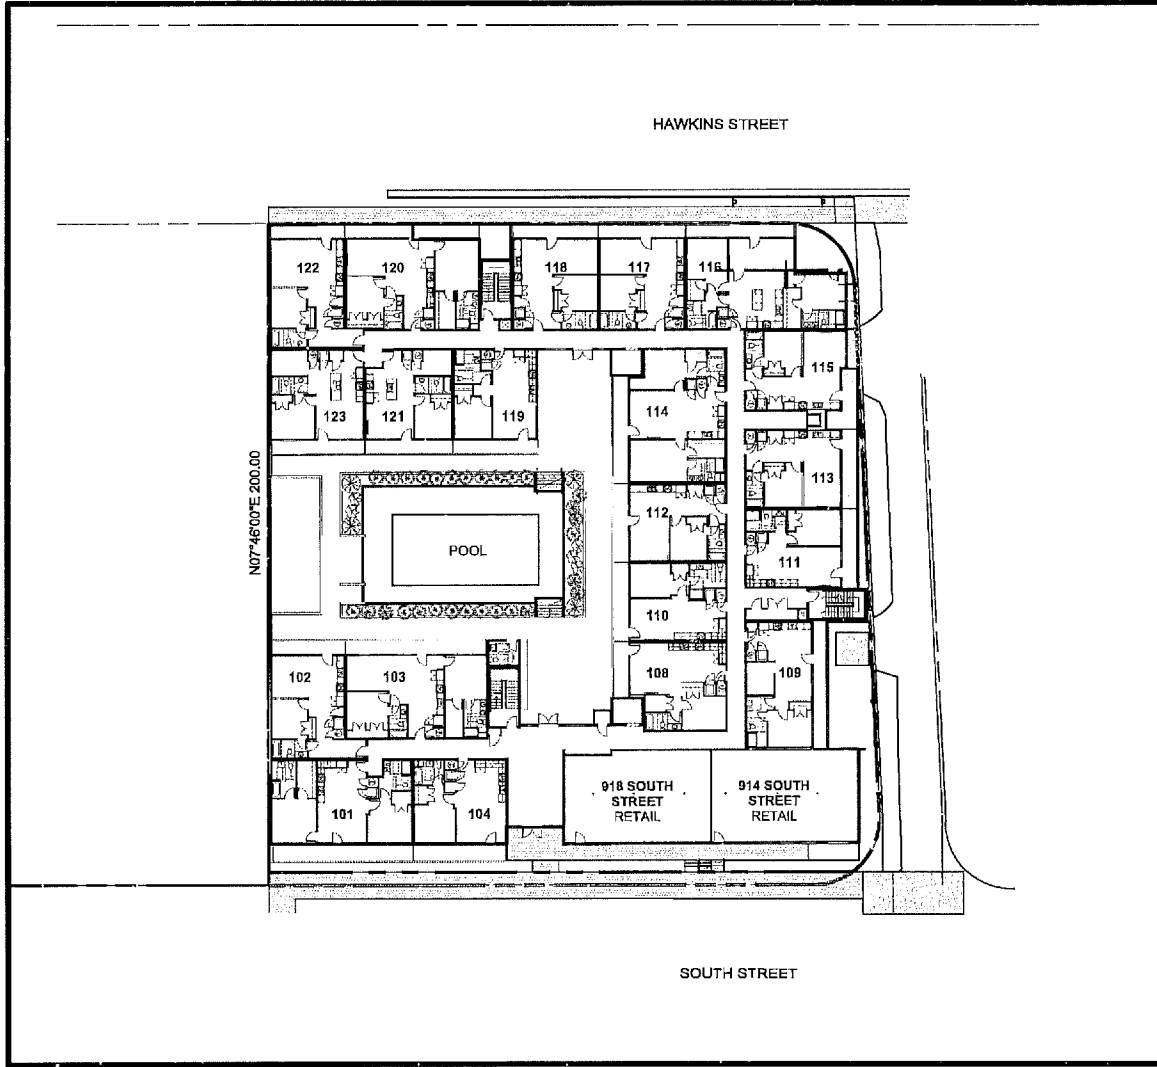 HAWKINS STREET
122
120
118
117
116
115
123
121
119
114
113
N07°46'00"E 200.00
112
POOL
111
110
102
103
108
109
918 SOUTH
STREET
RETAIL
914 SOUTH
STREET
RETAIL
101
104
SOUTH STREET